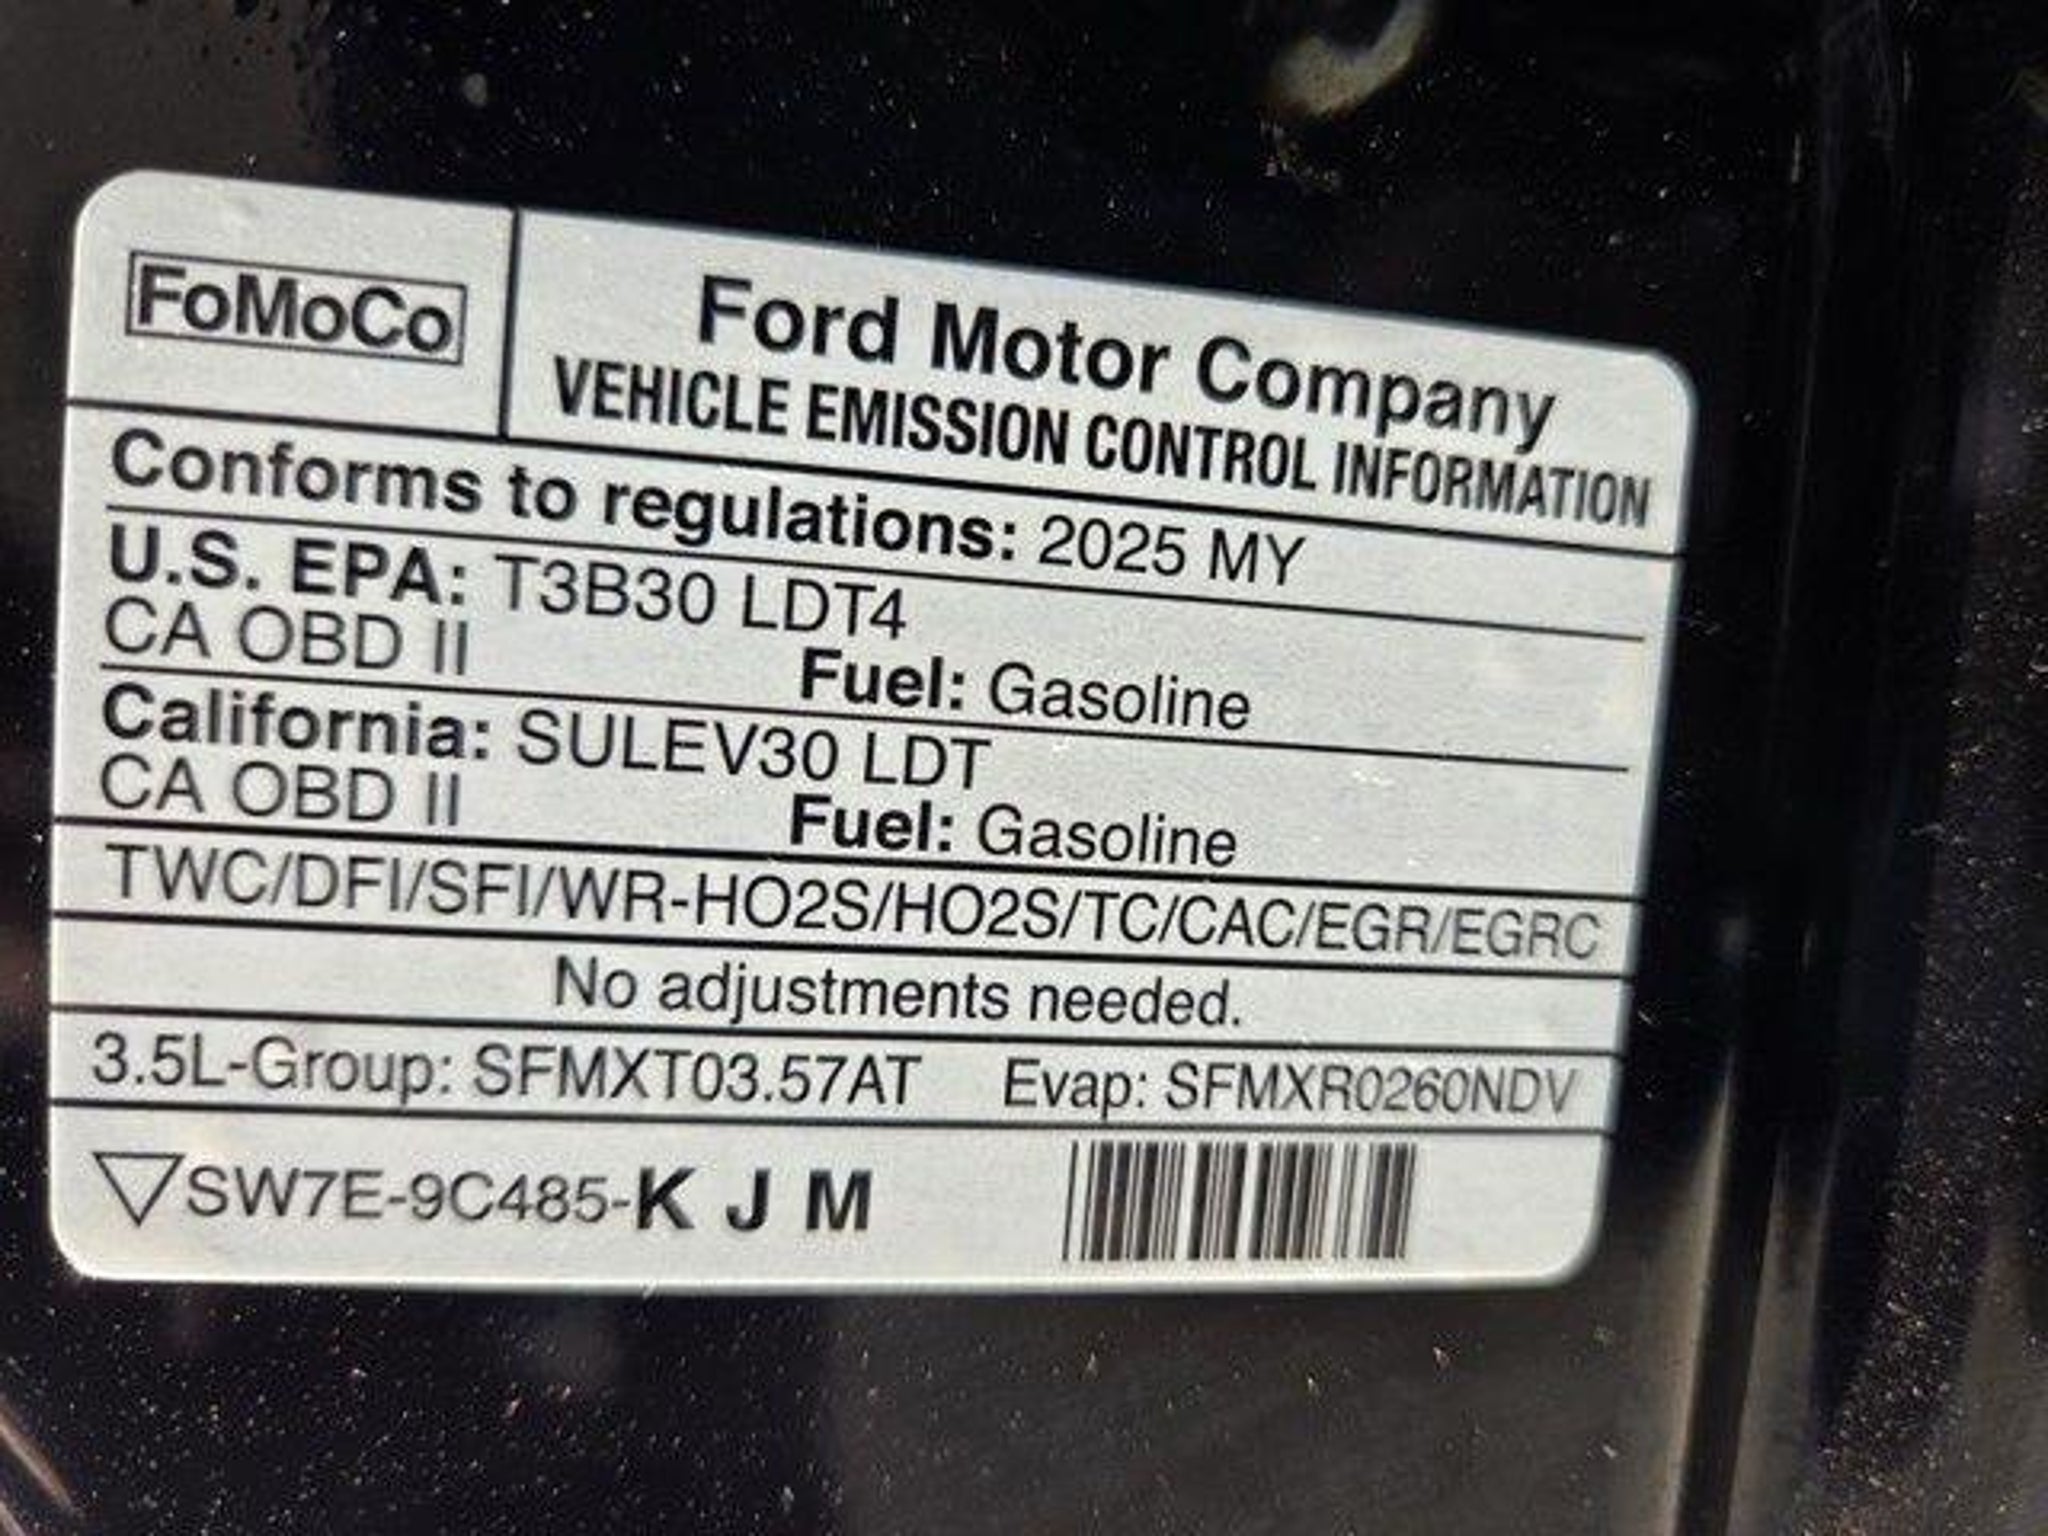 FoMoCo
Ford Motor Company
VEHICLE EMISSION CONTROL INFORMATION
Conforms to regulations: 2025 MY
U.S. EPA: T3B30 LDT4
CA OBD II Fuel: Gasoline
California: SULEV30 LDT
CA OBD II Fuel: Gasoline
TWC/DFI/SFI/WR-HO2S/HO2S/TC/CAC/EGR/EGRC
No adjustments needed.
3.5L-Group: SFMXT03.57AT Evap: SFMXR0260NDV
SW7E-9C485-K J M